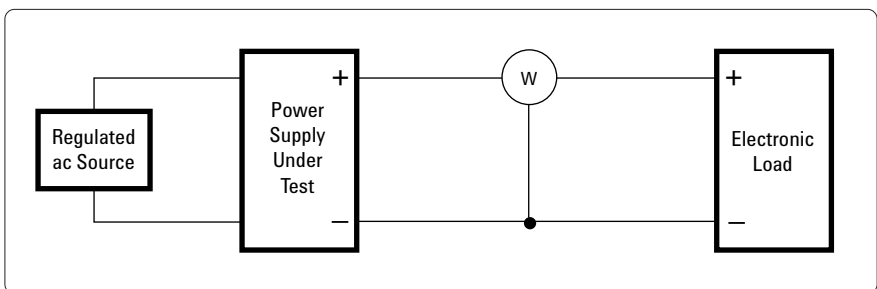 Regulated
ac Source
+
Power
Supply
Under
Test
–
W
+
Electronic
Load
–